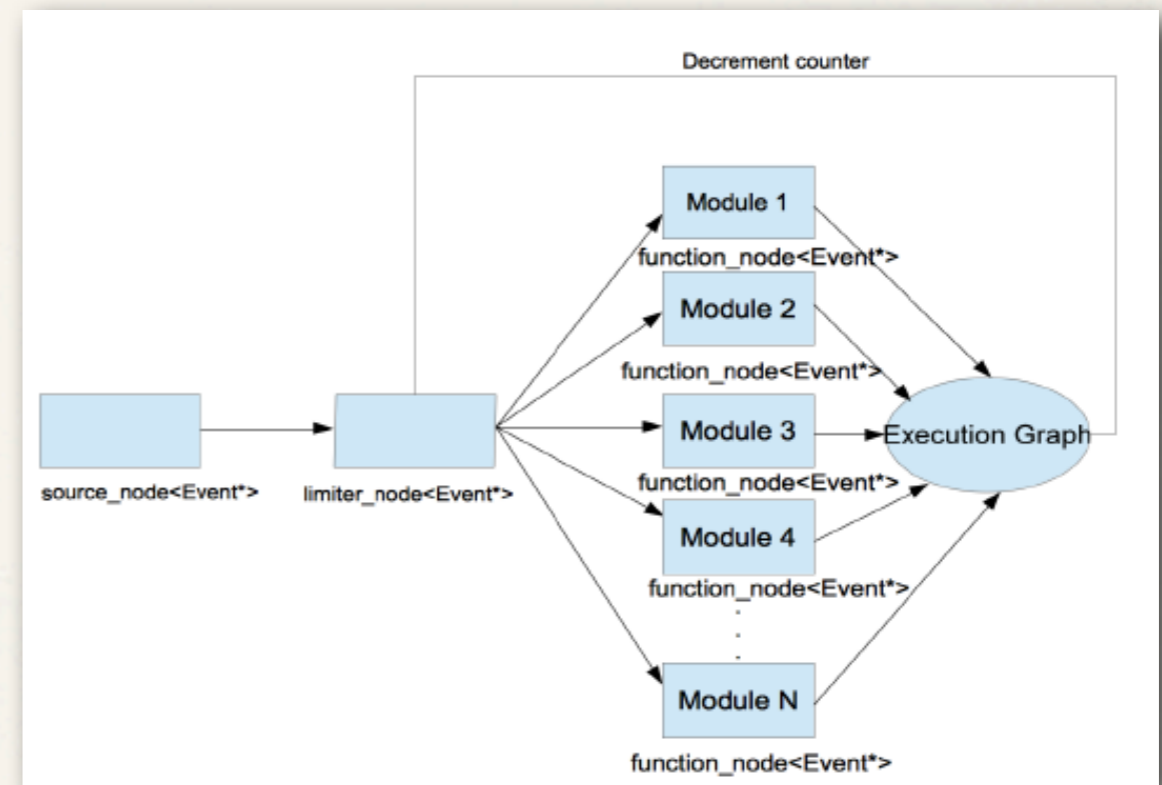 Decrement counter
Module 1
function_node<Event*>
Module 2
function_node<Event*>
Module 3
Execution Graph
source_node<Event*>
limiter_node<Event*>
function_node<Event*>
Module 4
function_node<Event*>
Module N
function_node<Event*>